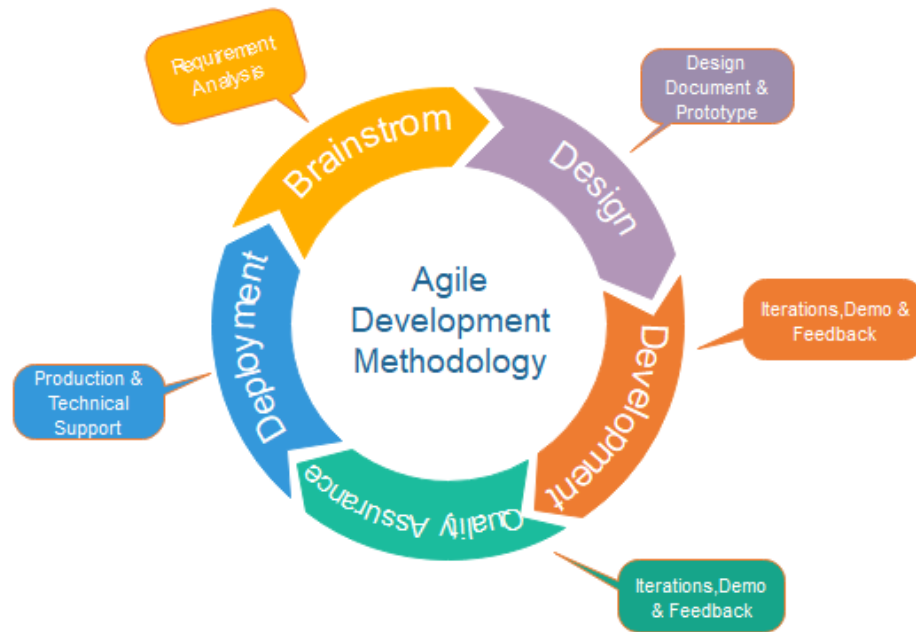 Requirement
Analysis
Brainstrom
Design
Document &
Prototype
Design
Agile
Development
Methodology
Iterations,Demo &
Feedback
Development
Iterations,Demo
& Feedback
Quality Assurance
Production &
Technical
Support
Deployment